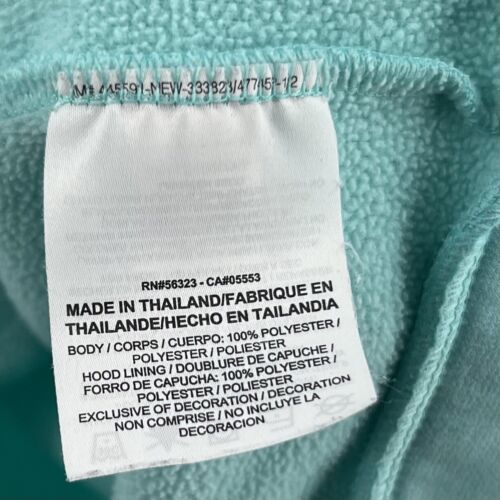 RN#56323 - CA#05553
MADE IN THAILAND/FABRIQUE EN
THAILANDE/HECHO EN TAILANDIA
BODY / CORPS / CUERPO: 100% POLYESTER /
POLYESTER / POLIESTER
HOOD LINING / DOUBLURE DE CAPUCHE /
FORRO DE CAPUCHA: 100% POLYESTER /
POLYESTER / POLIESTER
EXCLUSIVE OF DECORATION / DECORATION
NON COMPRISE / NO INCLUYE LA
DECORACION